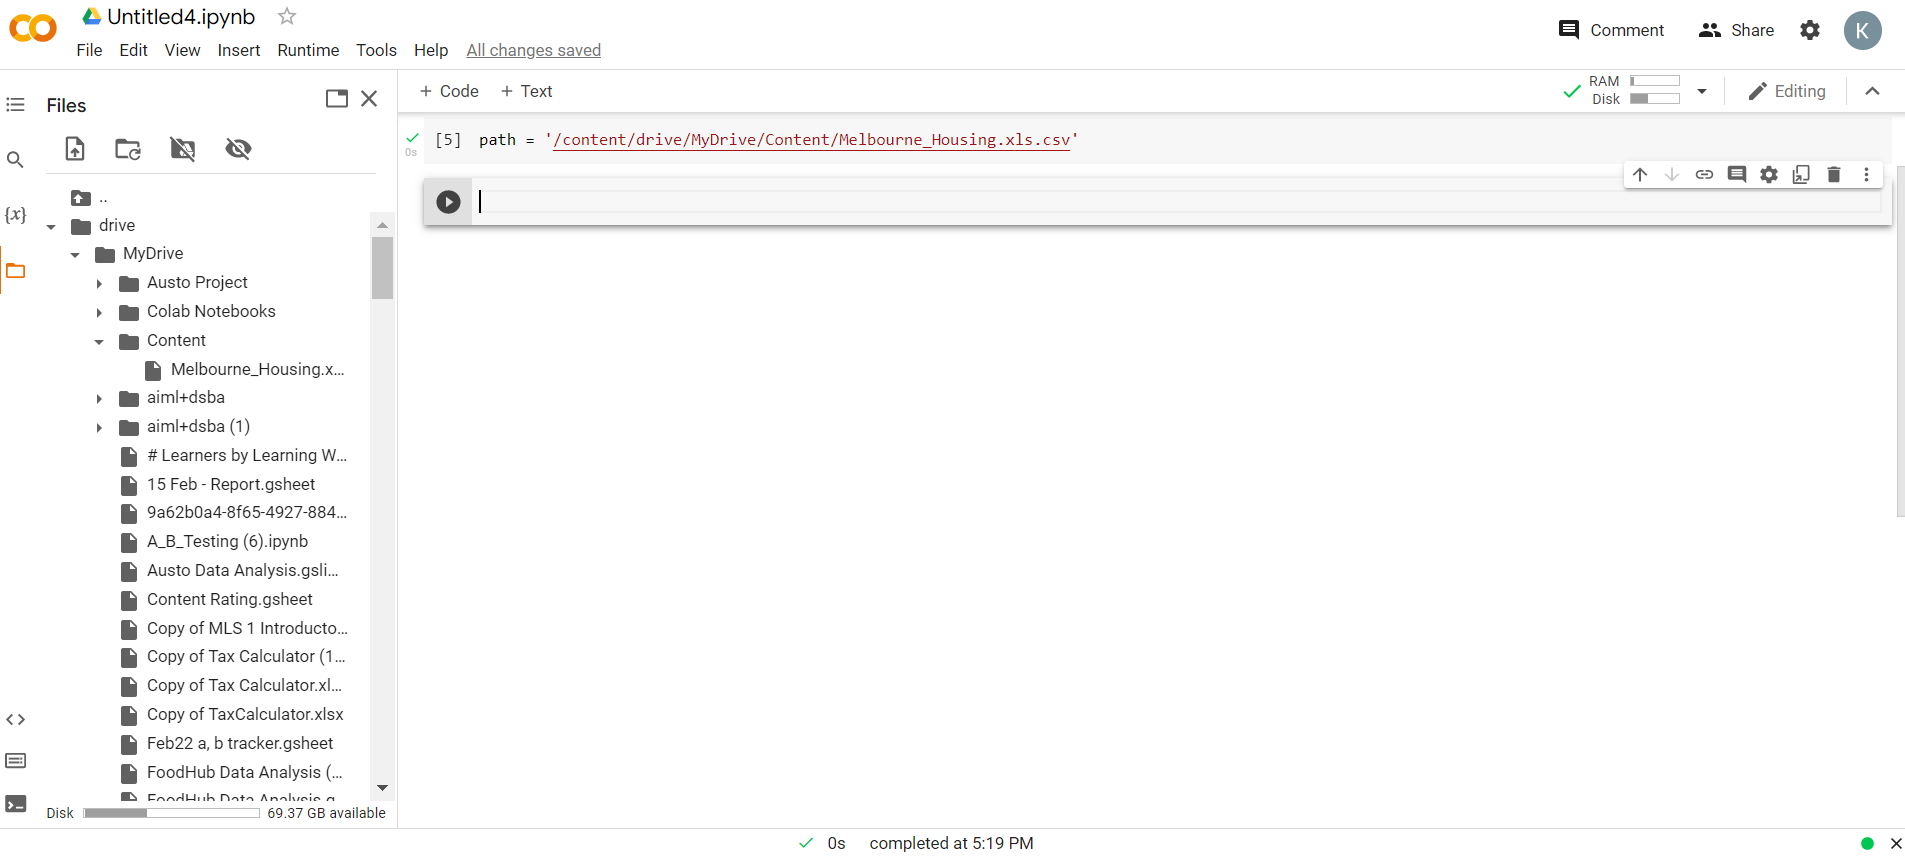 Untitled4.ipynb
File Edit View Insert Runtime Tools Help All changes saved
Comment
Share
K
Files
+ Code + Text
RAM
Disk
Editing
0s
[5] path = '/content/drive/MyDrive/Content/Melbourne_Housing.xls.csv'
{x}
..
drive
MyDrive
Austo Project
Colab Notebooks
Content
Melbourne_Housing.x...
aiml+dsba
aiml+dsba (1)
# Learners by Learning W...
15 Feb - Report.gsheet
9a62b0a4-8f65-4927-884...
A_B_Testing (6).ipynb
Austo Data Analysis.gsli...
Content Rating.gsheet
Copy of MLS 1 Introducto...
Copy of Tax Calculator (1...
Copy of Tax Calculator.xl...
Copy of TaxCalculator.xlsx
Feb22 a, b tracker.gsheet
FoodHub Data Analysis (...
FoodHub Data Analysis.g...
Disk 69.37 GB available
0s completed at 5:19 PM